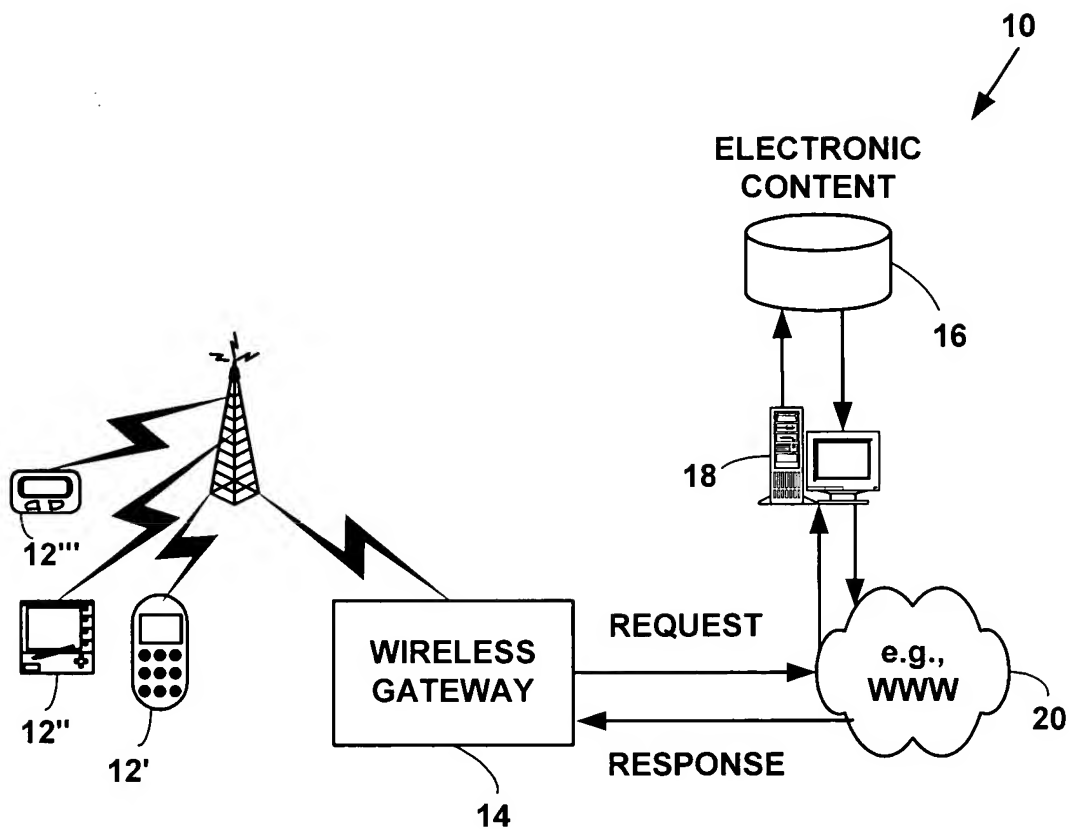 10
ELECTRONIC
CONTENT
16
18
12'''
12"
12'
WIRELESS
GATEWAY
14
REQUEST
RESPONSE
e.g.,
WWW
20